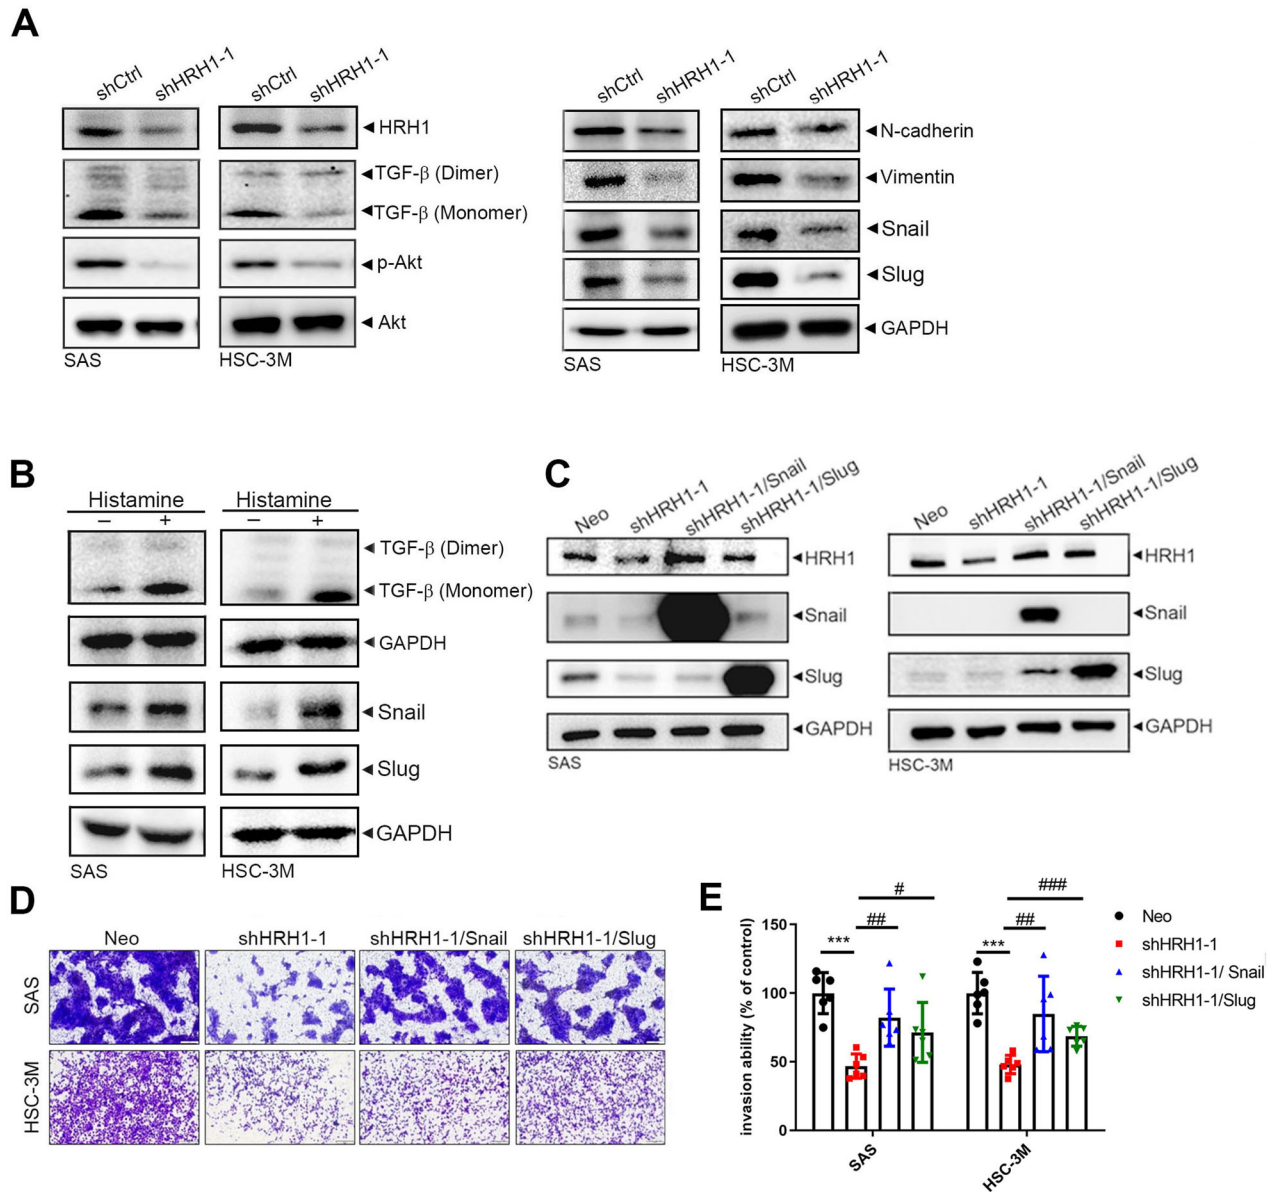 A
shCtrl shHRH1-1 shCtrl shHRH1-1
HRH1
TGF-β (Dimer)
TGF-β (Monomer)
p-Akt
Akt
SAS HSC-3M
shCtrl shHRH1-1 shCtrl shHRH1-1
N-cadherin
Vimentin
Snail
Slug
GAPDH
SAS HSC-3M
B
Histamine Histamine
– + – +
TGF-β (Dimer)
TGF-β (Monomer)
GAPDH
Snail
Slug
GAPDH
SAS HSC-3M
C
Neo shHRH1-1 shHRH1-1/Snail shHRH1-1/Slug
HRH1
Snail
Slug
GAPDH
SAS
Neo shHRH1-1 shHRH1-1/Snail shHRH1-1/Slug
HRH1
Snail
Slug
GAPDH
HSC-3M
D
Neo shHRH1-1 shHRH1-1/Snail shHRH1-1/Slug
SAS
HSC-3M
E
invasion ability (% of control)
150
100
50
0
*** ## #
*** ## ###
SAS HSC-3M
Neo
shHRH1-1
shHRH1-1/ Snail
shHRH1-1/Slug